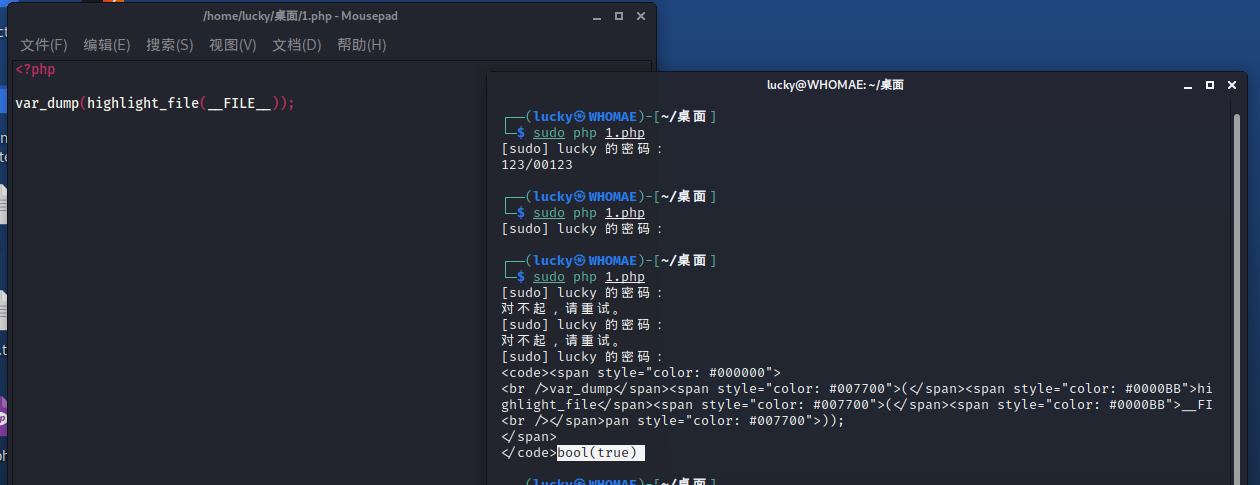 /home/lucky/桌面/1.php - Mousepad
文件(F) 编辑(E) 搜索(S) 视图(V) 文档(D) 帮助(H)
<?php
var_dump(highlight_file(__FILE__));
lucky@WHOMAE: ~/桌面
┌──(lucky㉿WHOMAE)-[~/桌面]
└─$ sudo php 1.php
[sudo] lucky 的密码：
123/00123
┌──(lucky㉿WHOMAE)-[~/桌面]
└─$ sudo php 1.php
[sudo] lucky 的密码：
┌──(lucky㉿WHOMAE)-[~/桌面]
└─$ sudo php 1.php
[sudo] lucky 的密码：
对不起，请重试。
[sudo] lucky 的密码：
对不起，请重试。
[sudo] lucky 的密码：
<code><span style="color: #000000">
<br />var_dump</span><span style="color: #007700">(</span><span style="color: #0000BB">hi
ghlight_file</span><span style="color: #007700">(</span><span style="color: #0000BB">__FI
<br /></span>pan style="color: #007700">));
</span>
</code>bool(true)
┌──(lucky㉿WHOMAE)-[~/桌面]